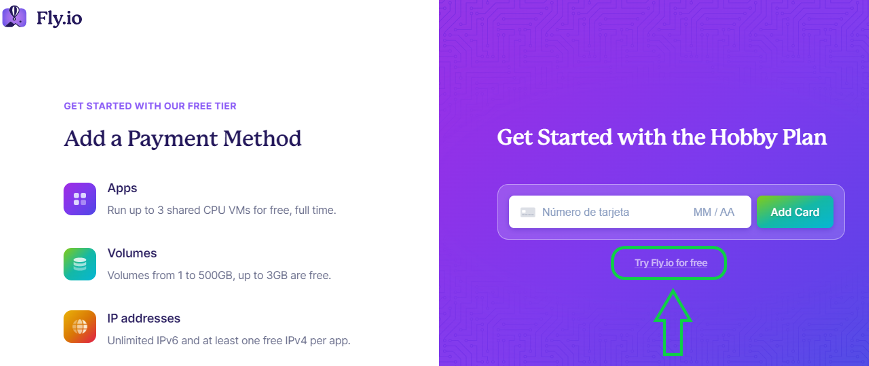 Fly.io
GET STARTED WITH OUR FREE TIER
Add a Payment Method
Apps
Run up to 3 shared CPU VMs for free, full time.
Volumes
Volumes from 1 to 500GB, up to 3GB are free.
IP addresses
Unlimited IPv6 and at least one free IPv4 per app.
Get Started with the Hobby Plan
Número de tarjeta MM / AA Add Card
Try Fly.io for free